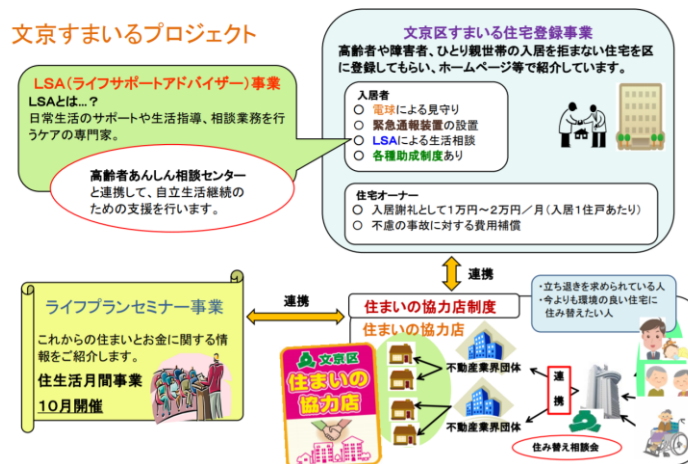 文京すまいるプロジェクト
LSA(ライフサポートアドバイザー)事業
LSAとは…?
日常生活のサポートや生活指導、相談業務を行
うケアの専門家。
高齢者あんしん相談センター
と連携して、自立生活継続の
ための支援を行います。
文京区すまいる住宅登録事業
高齢者や障害者、ひとり親世帯の入居を拒まない住宅を区
に登録してもらい、ホームページ等で紹介しています。
入居者
○ 電球による見守り
○ 緊急通報装置の設置
○ LSAによる生活相談
○ 各種助成制度あり
住宅オーナー
○ 入居謝礼として1万円~2万円/月(入居1住戸あたり)
○ 不慮の事故に対する費用補償
連携
ライフプランセミナー事業
これからの住まいとお金に関する情
報をご紹介します。
住生活月間事業
10月開催
連携
住まいの協力店制度
住まいの協力店
文京区
住まいの
協力店
不動産業界団体
不動産業界団体
・立ち退きを求められている人
・今よりも環境の良い住宅に
住み替えたい人
連携
住み替え相談会